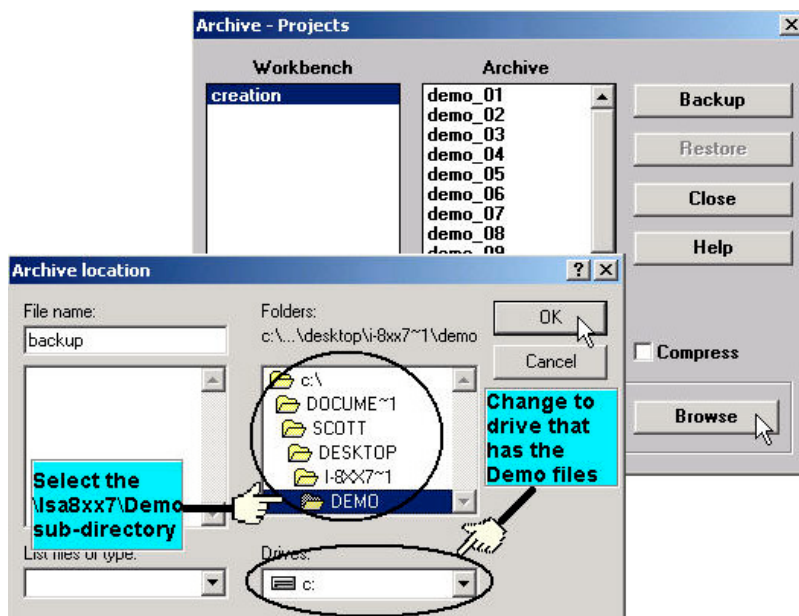 Archive - Projects
Workbench
Archive
creation
demo_01
demo_02
demo_03
demo_04
demo_05
demo_06
demo_07
demo_08
demo_09
Backup
Restore
Close
Help
Compress
Browse
Archive location
File name:
backup
Folders:
c:\...\desktop\i-8xx7~1\demo
c:\
DOCUME~1
SCOTT
DESKTOP
I-8XX7~1
DEMO
OK
Cancel
Change to
drive that
has the
Demo files
Select the
\Isa8xx7\Demo
sub-directory
List files of type:
Drives:
c: